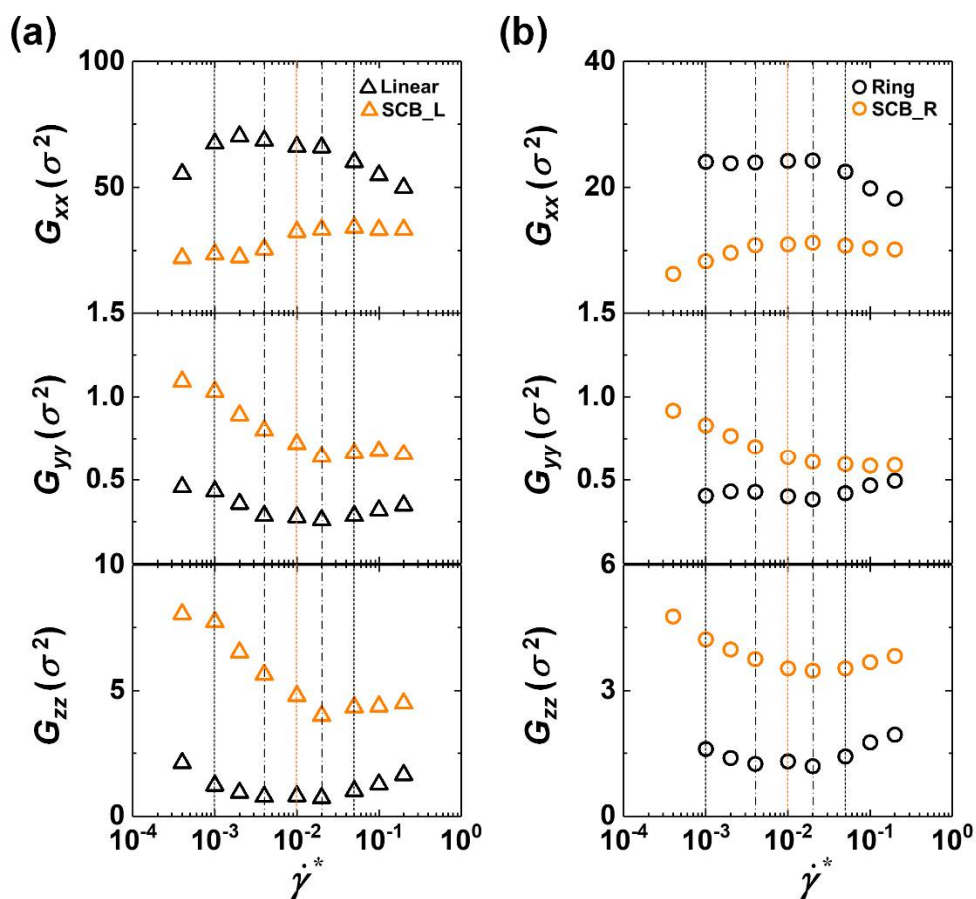 (a)
100
Linear
SCB_L
50
Gxx (σ²)
1.5
1.0
0.5
Gyy (σ²)
10
5
0
Gzz (σ²)
10⁻⁴ 10⁻³ 10⁻² 10⁻¹ 10⁰
γ̇*
(b)
40
Ring
SCB_R
20
Gxx (σ²)
1.5
1.0
0.5
Gyy (σ²)
6
6
3
0
Gzz (σ²)
10⁻⁴ 10⁻³ 10⁻² 10⁻¹ 10⁰
γ̇*